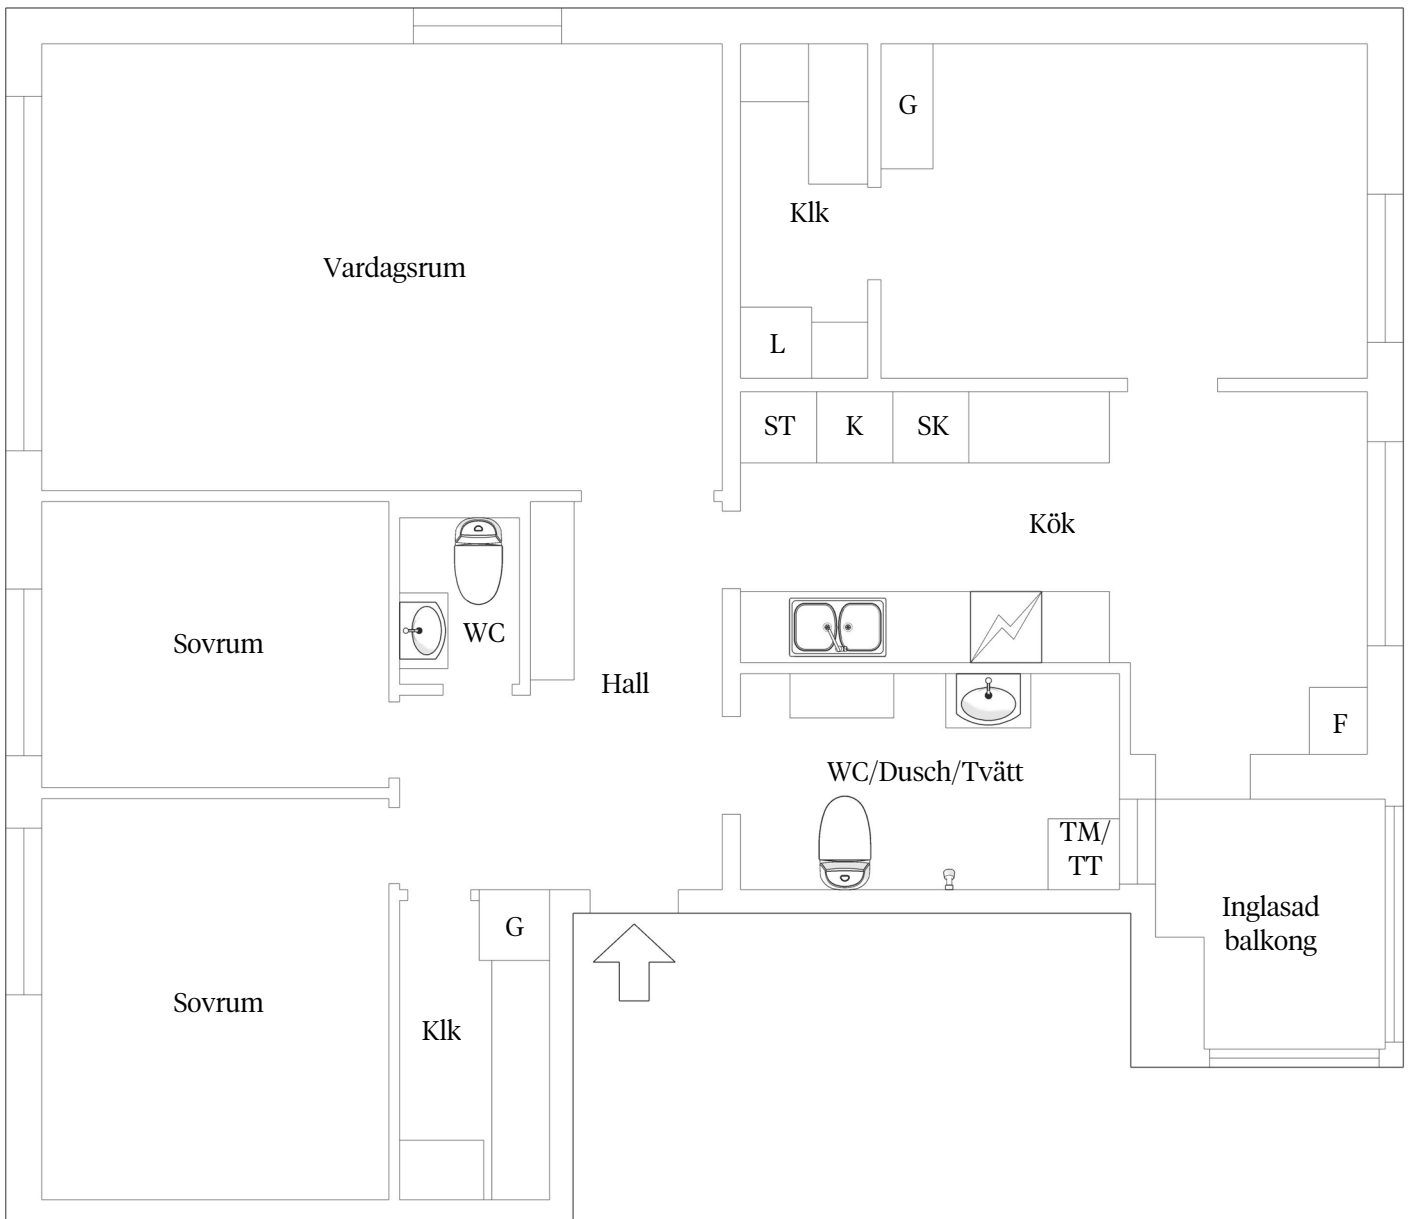 G
Klk
Vardagsrum
L
ST
K
SK
Kök
WC
Sovrum
Hall
F
WC/Dusch/Tvätt
TM/
TT
Inglasad
balkong
G
Sovrum
Klk